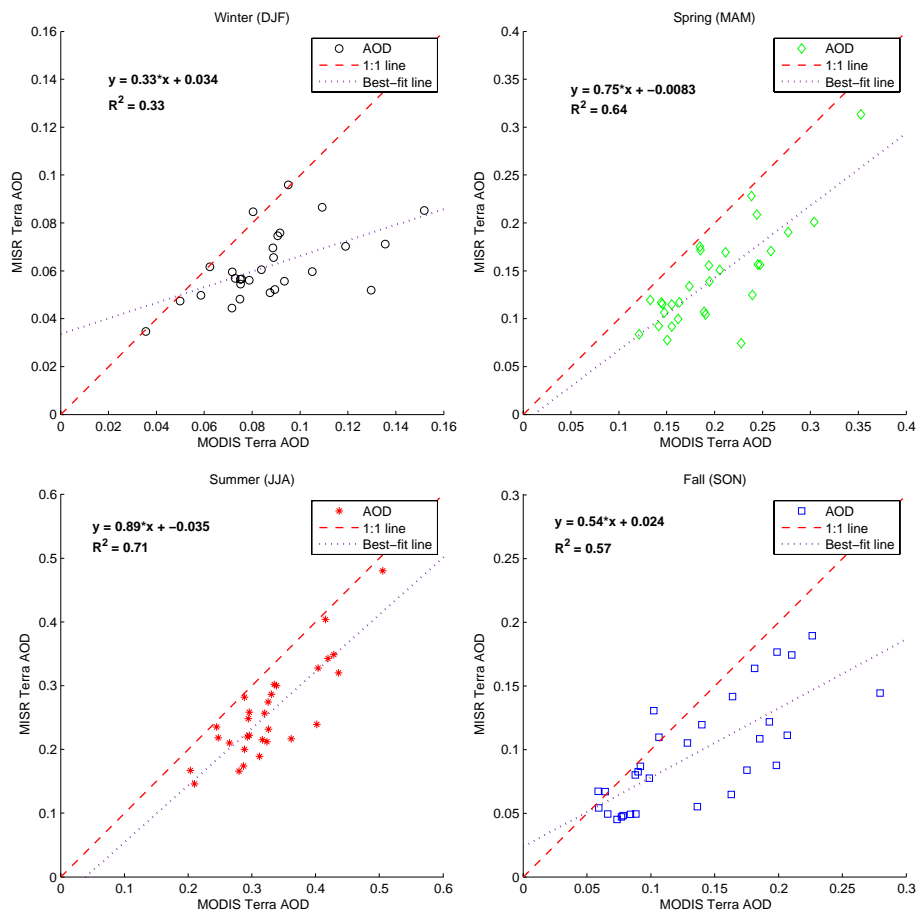 Winter (DJF)
0.16
0.14
0.12
0.1
0.08
0.06
0.04
0.02
0
MISR Terra AOD
y = 0.33*x + 0.034
R² = 0.33
AOD
1:1 line
Best−fit line
0 0.02 0.04 0.06 0.08 0.1 0.12 0.14 0.16
MODIS Terra AOD
Spring (MAM)
0.4
0.35
0.3
0.25
0.2
0.15
0.1
0.05
0
MISR Terra AOD
y = 0.75*x + −0.0083
R² = 0.64
AOD
1:1 line
Best−fit line
0 0.05 0.1 0.15 0.2 0.25 0.3 0.35 0.4
MODIS Terra AOD
Summer (JJA)
0.6
0.5
0.4
0.3
0.2
0.1
0
MISR Terra AOD
y = 0.89*x + −0.035
R² = 0.71
AOD
1:1 line
Best−fit line
0 0.1 0.2 0.3 0.4 0.5 0.6
MODIS Terra AOD
Fall (SON)
0.3
0.25
0.2
0.15
0.1
0.05
0
MISR Terra AOD
y = 0.54*x + 0.024
R² = 0.57
AOD
1:1 line
Best−fit line
0 0.05 0.1 0.15 0.2 0.25 0.3
MODIS Terra AOD